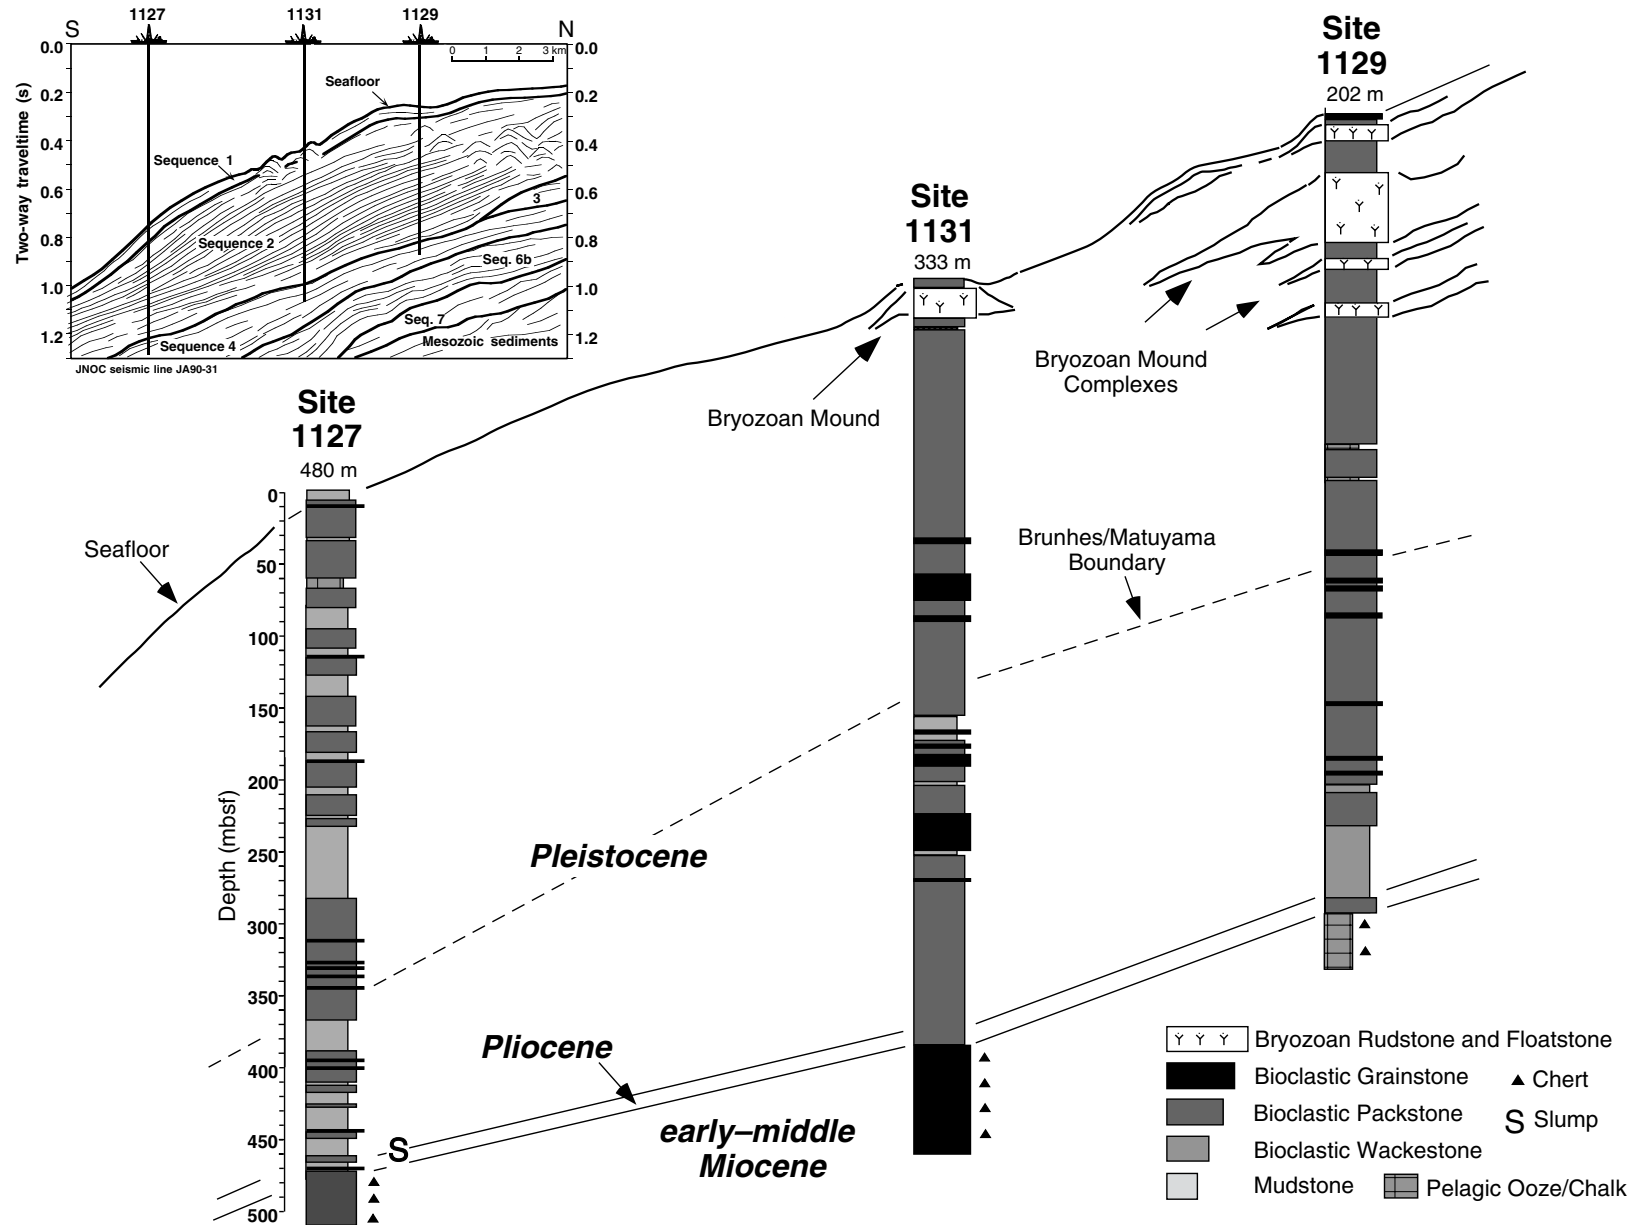 S
1127
1131
1129
N
0 1 2 3 km
Two-way traveltime (s)
0.0
0.2
0.4
0.6
0.8
1.0
1.2
0.0
0.2
0.4
0.6
0.8
1.0
1.2
Seafloor
Sequence 1
Sequence 2
3
Seq. 6b
Seq. 7
Sequence 4
Mesozoic sediments
JNOC seismic line JA90-31
Site
1129
202 m
Site
1131
333 m
Site
1127
480 m
Bryozoan Mound
Complexes
Bryozoan Mound
Seafloor
Brunhes/Matuyama
Boundary
Depth (mbsf)
0
50
100
150
200
250
300
350
400
450
500
Pleistocene
Pliocene
early–middle
Miocene
S
Bryozoan Rudstone and Floatstone
Bioclastic Grainstone
Chert
Bioclastic Packstone
S Slump
Bioclastic Wackestone
Mudstone
Pelagic Ooze/Chalk